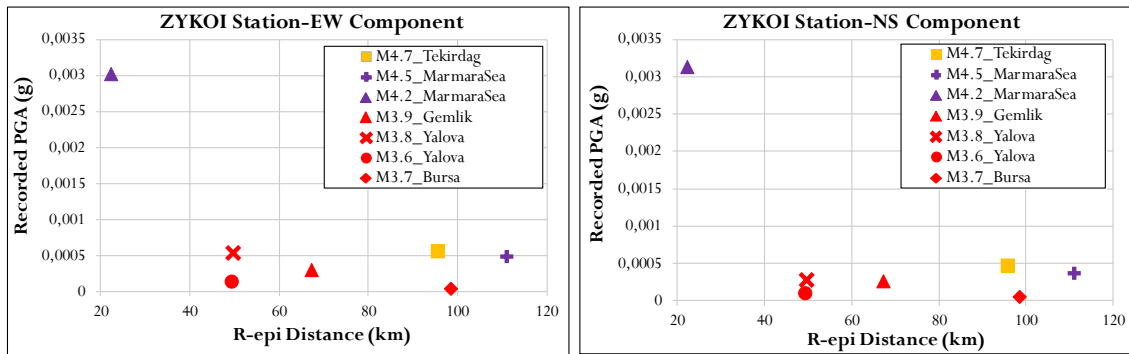 ZYKOI Station-EW Component
Recorded PGA (g)
0,0035
0,003
0,0025
0,002
0,0015
0,001
0,0005
0
M4.7_Tekirdag
M4.5_MarmaraSea
M4.2_MarmaraSea
M3.9_Gemlik
M3.8_Yalova
M3.6_Yalova
M3.7_Bursa
20 40 60 80 100 120
R-epi Distance (km)
ZYKOI Station-NS Component
Recorded PGA (g)
0,0035
0,003
0,0025
0,002
0,0015
0,001
0,0005
0
M4.7_Tekirdag
M4.5_MarmaraSea
M4.2_MarmaraSea
M3.9_Gemlik
M3.8_Yalova
M3.6_Yalova
M3.7_Bursa
20 40 60 80 100 120
R-epi Distance (km)